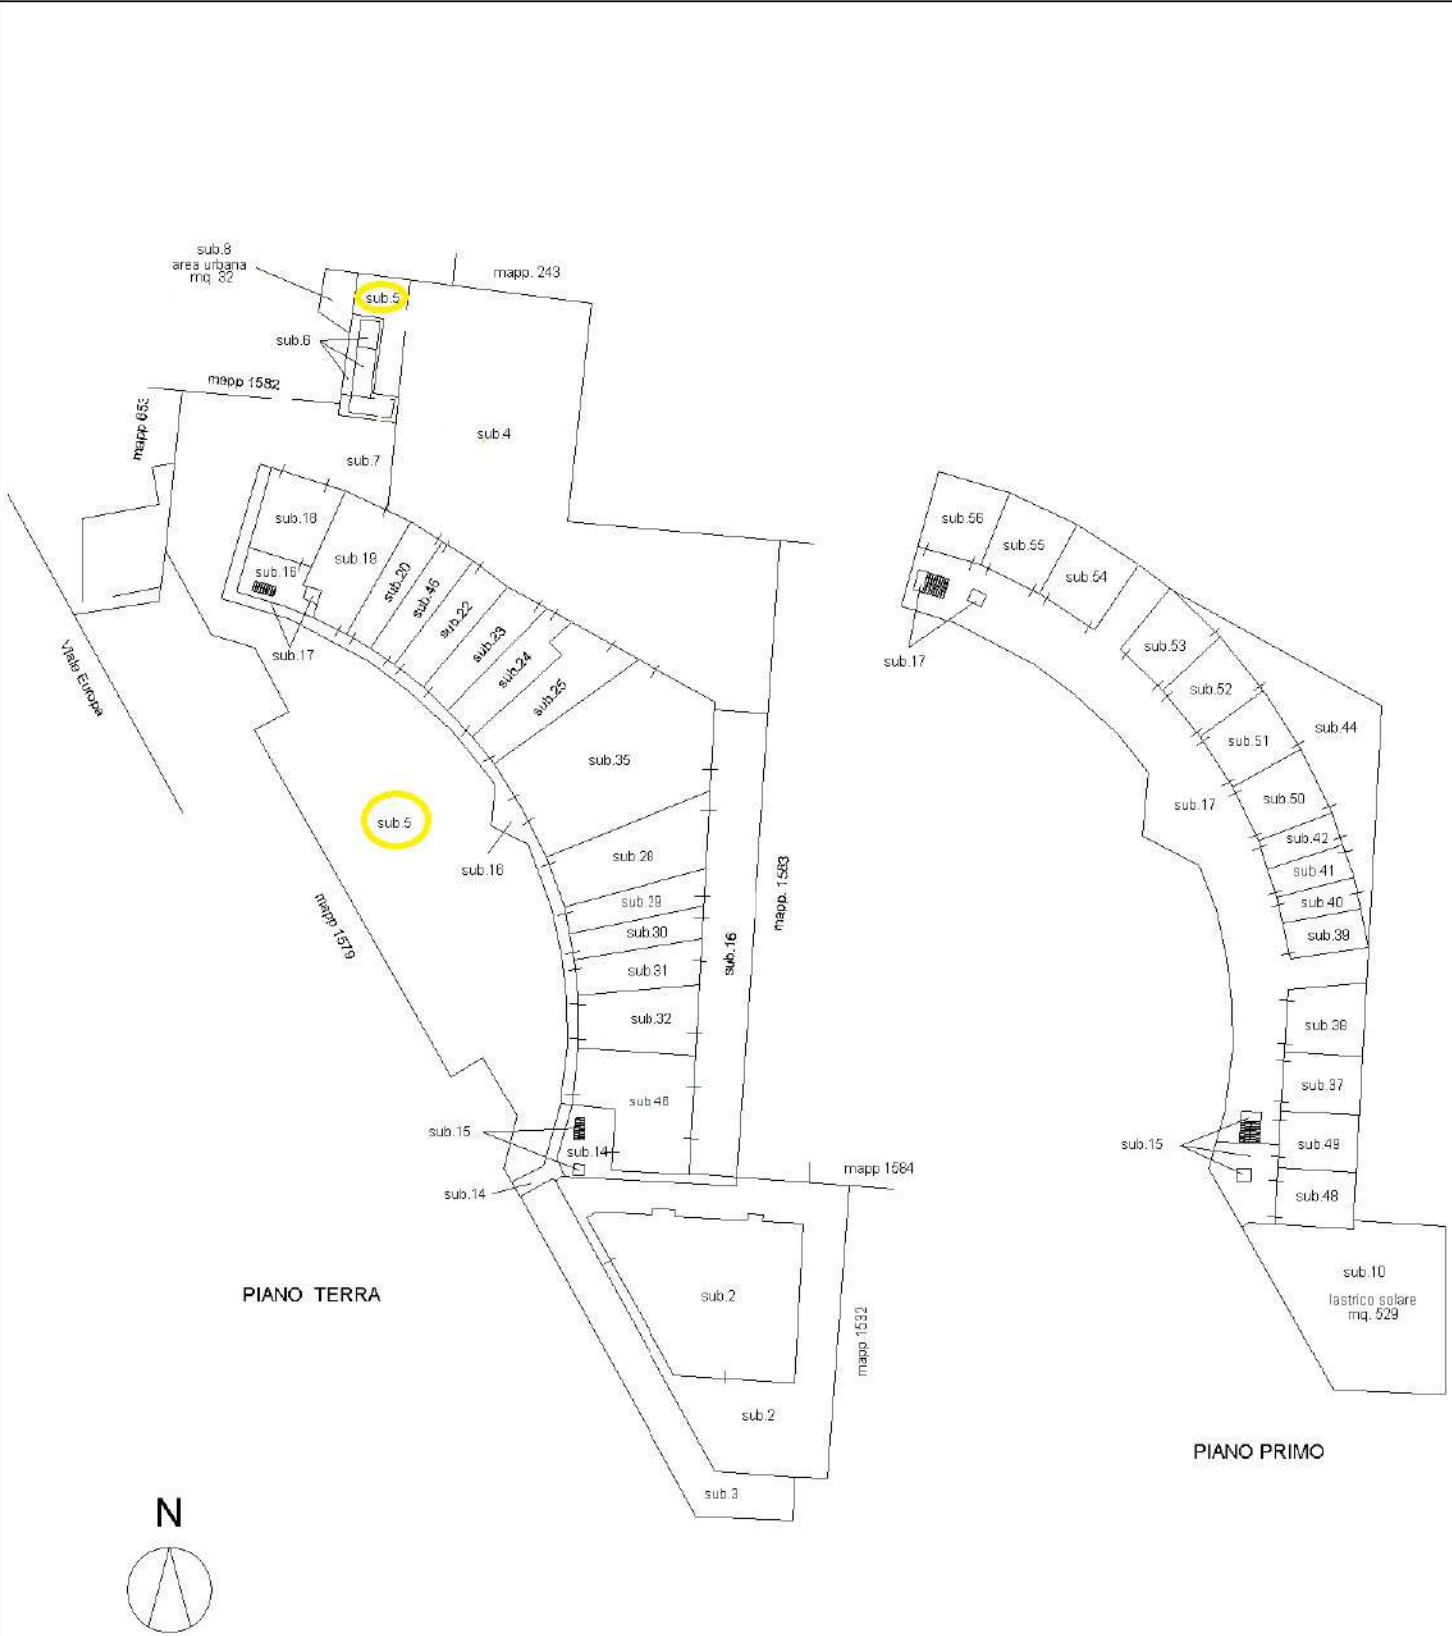 sub.8
area urbana
mq. 32
mapp. 243
sub.5
sub.6
mapp 1582
mapp 653
sub.4
sub.7
sub.18
sub.19
sub.16
sub.20
sub.45
sub.22
sub.23
sub.24
sub.25
sub.17
Viale Europa
sub.35
sub.5
sub.16
sub.28
mapp. 1583
sub.29
sub.30
sub.16
sub.31
mapp 1579
sub.32
sub.46
sub.15
sub.14
sub.14
mapp 1584
sub.2
mapp 1532
sub.2
sub.3
PIANO TERRA
N
sub.56
sub.55
sub.54
sub.17
sub.53
sub.52
sub.44
sub.51
sub.17
sub.50
sub.42
sub.41
sub.40
sub.39
sub.38
sub.37
sub.15
sub.49
sub.48
sub.10
lastrico solare
mq. 529
PIANO PRIMO